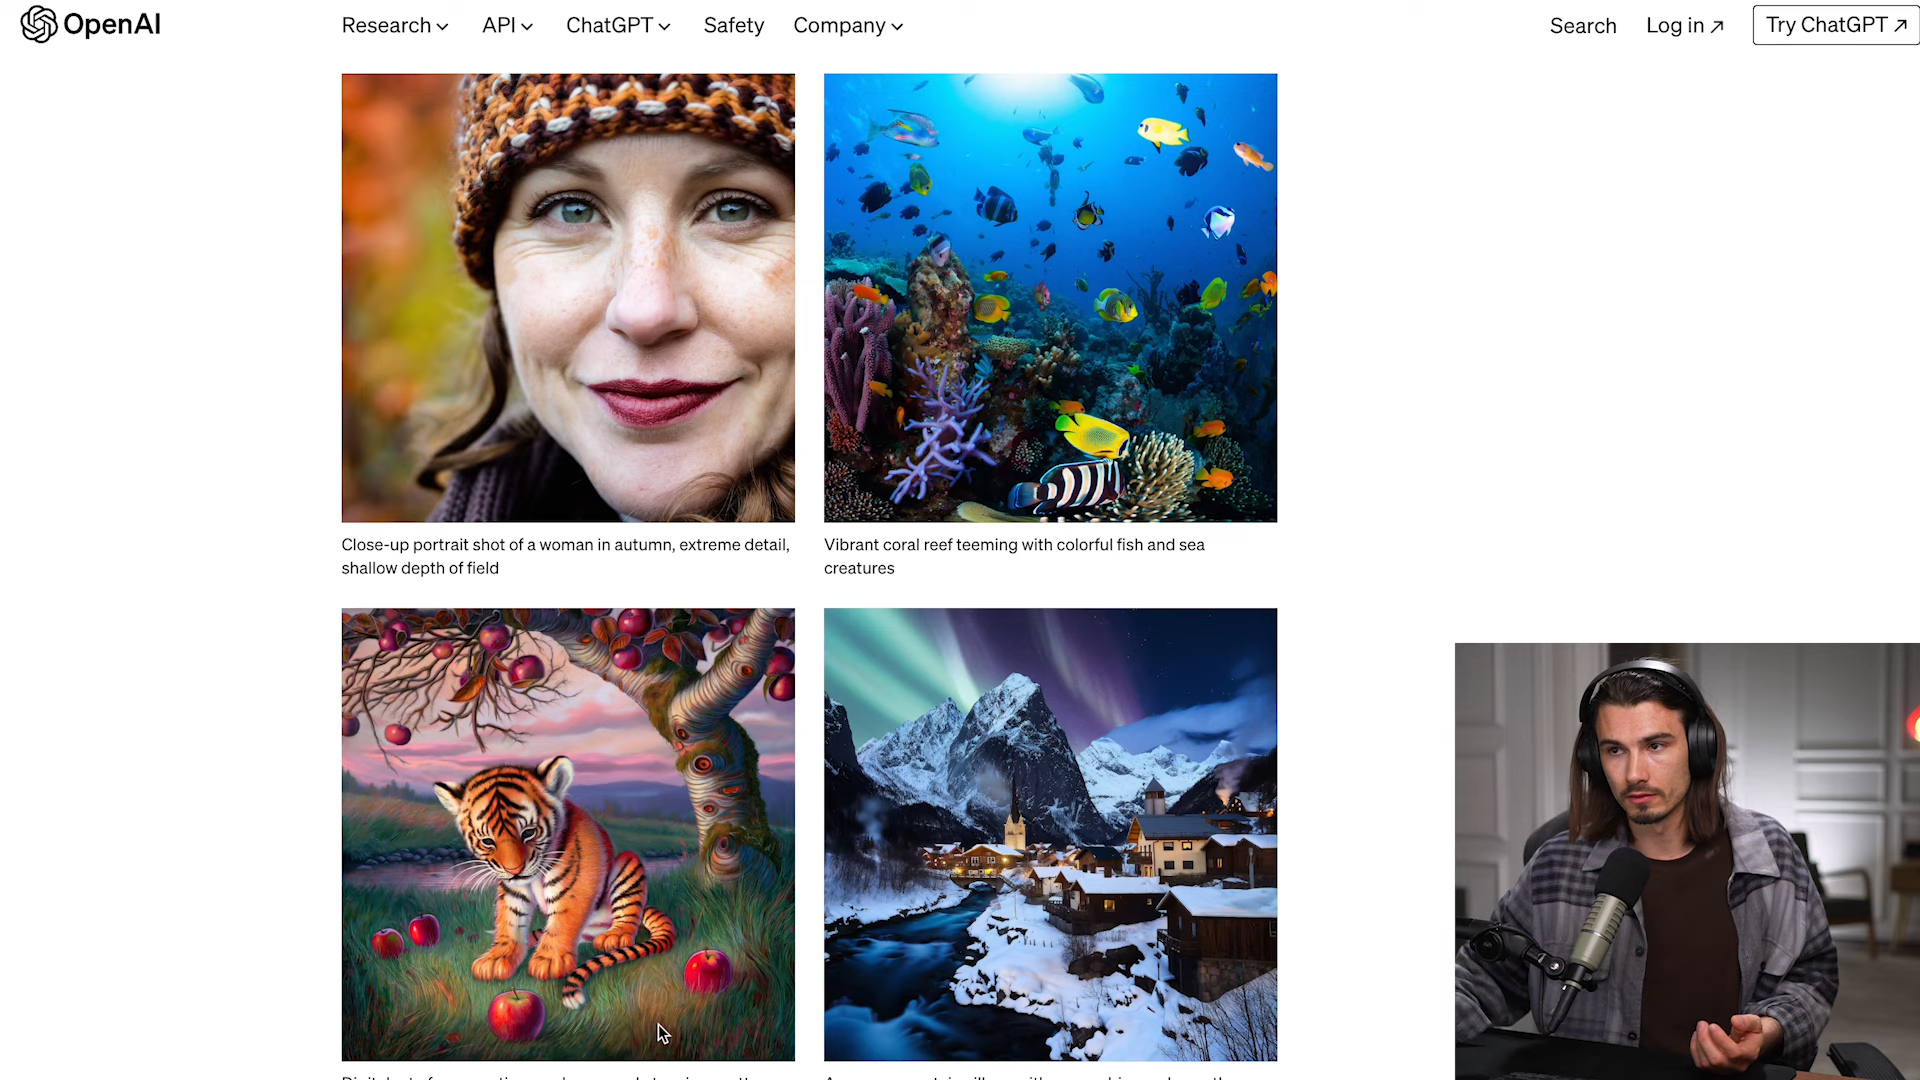 OpenAI
Research
API
ChatGPT
Safety
Company
Search
Log in
Try ChatGPT
Close-up portrait shot of a woman in autumn, extreme detail,
shallow depth of field
Vibrant coral reef teeming with colorful fish and sea
creatures